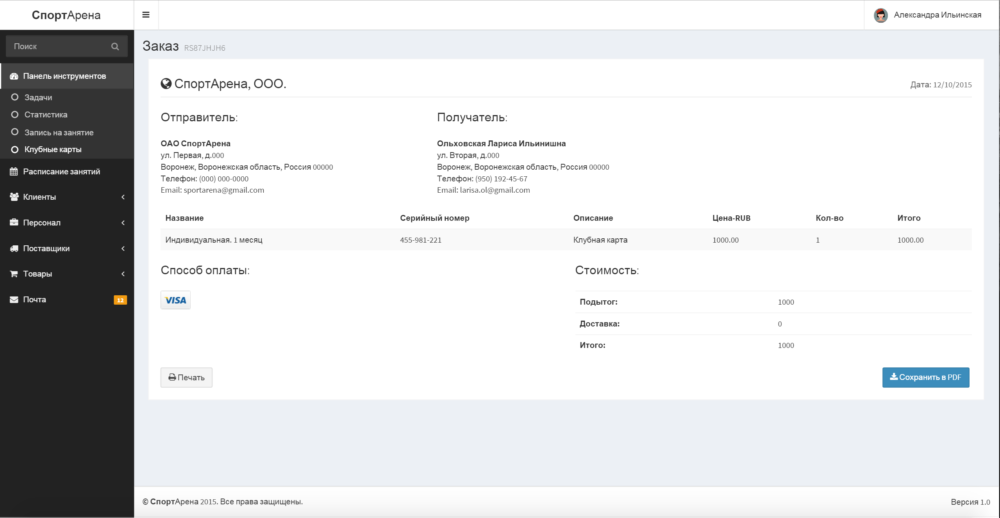 СпортАрена
Александра Ильинская
Поиск
Панель инструментов
Задачи
Статистика
Запись на занятие
Клубные карты
Расписание занятий
Клиенты
Персонал
Поставщики
Товары
Почта 12
Заказ RS87JHJH6
СпортАрена, ООО.
Дата: 12/10/2015
Отправитель:
ОАО СпортАрена
ул. Первая, д.000
Воронеж, Воронежская область, Россия 00000
Телефон: (000) 000-0000
Email: sportarena@gmail.com
Получатель:
Ольховская Лариса Ильинишна
ул. Вторая, д.000
Воронеж, Воронежская область, Россия 00000
Телефон: (950) 192-45-67
Email: larisa.ol@gmail.com
Название Серийный номер Описание Цена-RUB Кол-во Итого
Индивидуальная. 1 месяц 455-981-221 Клубная карта 1000.00 1 1000.00
Способ оплаты:
VISA
Стоимость:
Подытог: 1000
Доставка: 0
Итого: 1000
Печать
Сохранить в PDF
© СпортАрена 2015. Все права защищены.
Версия 1.0